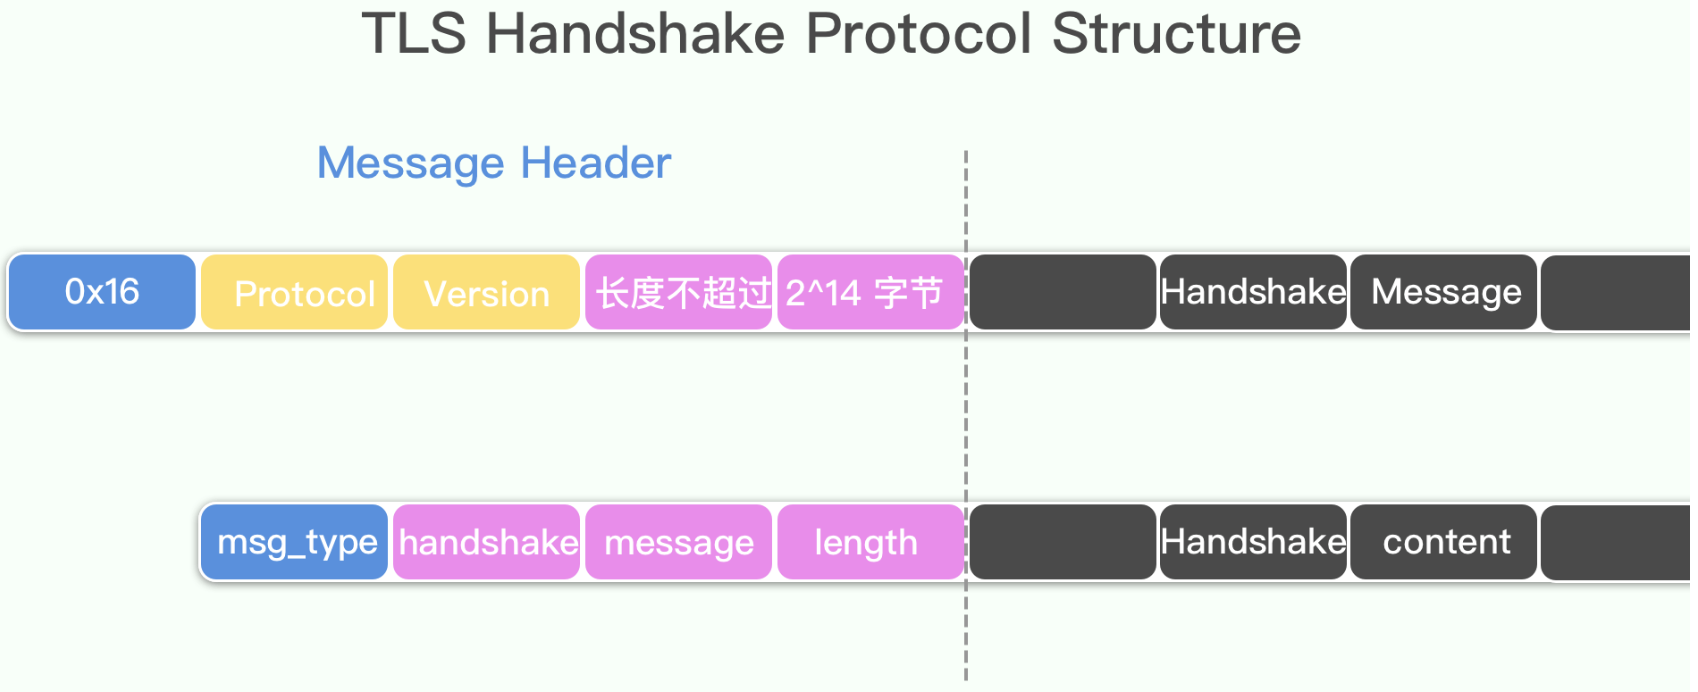 TLS Handshake Protocol Structure
Message Header
0x16 Protocol Version 长度不超过 2^14 字节 Handshake Message
msg_type handshake message length Handshake content